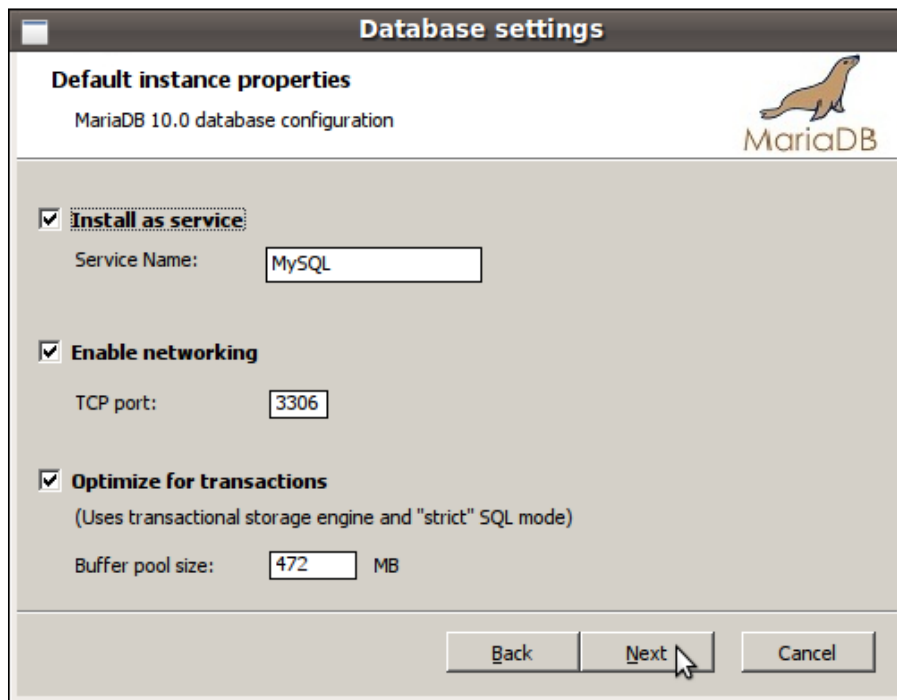 Database settings
Default instance properties
MariaDB 10.0 database configuration
MariaDB
Install as service
Service Name: MySQL
Enable networking
TCP port: 3306
Optimize for transactions
(Uses transactional storage engine and "strict" SQL mode)
Buffer pool size: 472 MB
Back Next Cancel